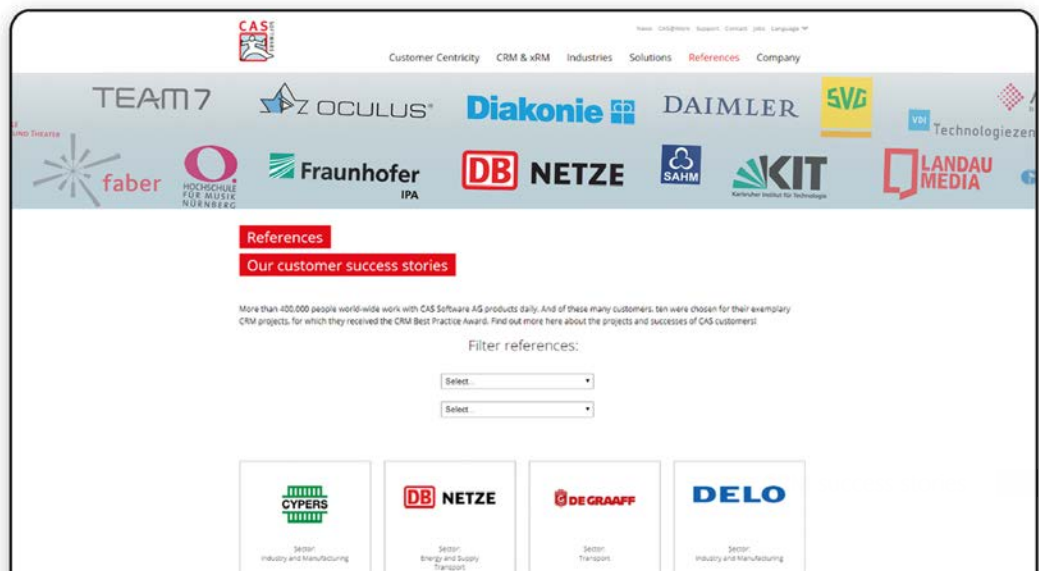 CAS
SOFTWARE
News CAS@Work Support Contact Jobs Language
Customer Centricity CRM & xRM Industries Solutions References Company
TEAM 7
Z OCULUS®
Diakonie
DAIMLER
SVG
VDI
Technologiezen
UND THEATER
faber
HOCHSCHULE
FÜR MUSIK
NÜRNBERG
Fraunhofer
IPA
DB NETZE
SAHM
KIT
Karlsruher Institut für Technologie
LANDAU
MEDIA
References
Our customer success stories
More than 400,000 people world-wide work with CAS Software AG products daily. And of these many customers, ten were chosen for their exemplary
CRM projects, for which they received the CRM Best Practice Award. Find out more here about the projects and successes of CAS customers!
Filter references:
Select...
Select...
CYPERS
Sector:
Industry and Manufacturing
DB NETZE
Sector:
Energy and Supply
Transport
DE GRAAFF
Sector:
Transport
DELO
Sector:
Industry and Manufacturing